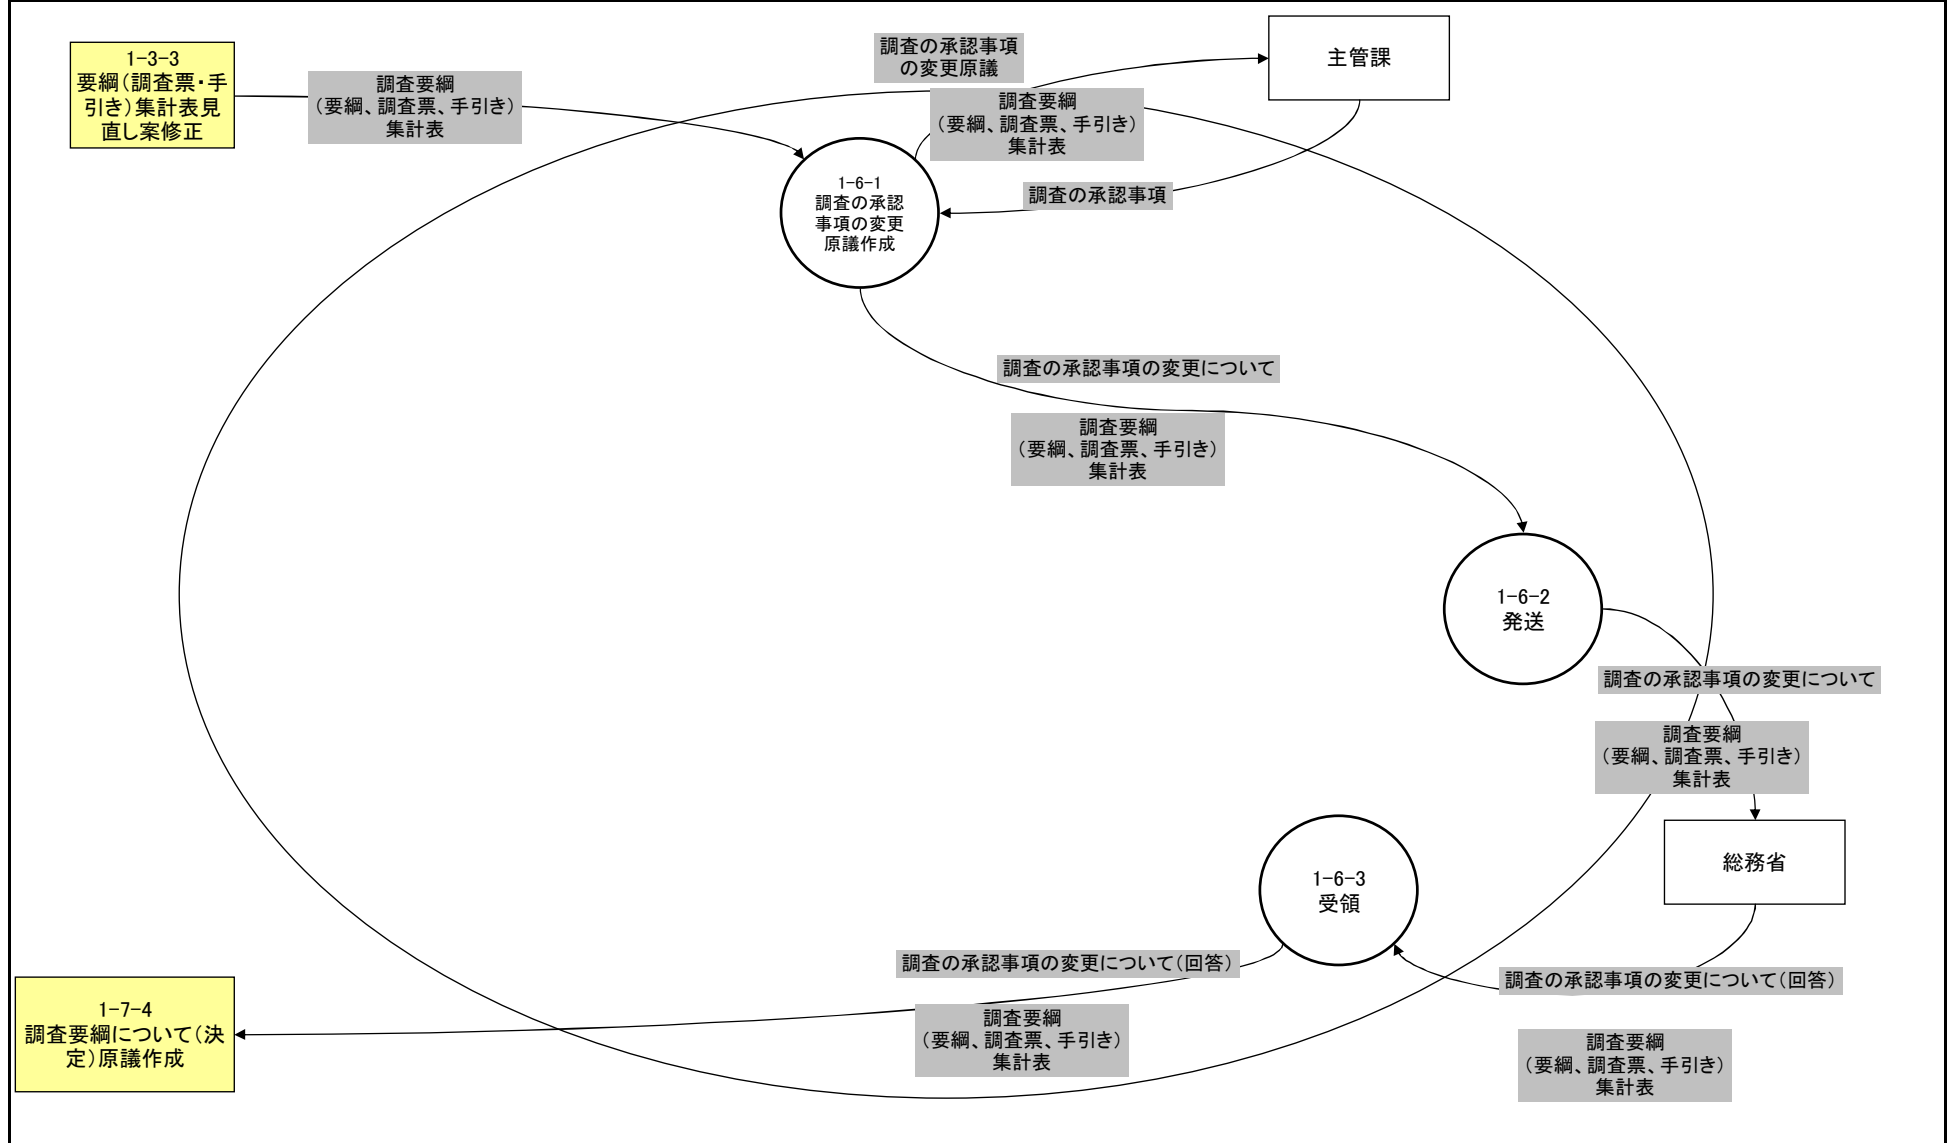 1-3-3
要綱（調査票・手
引き）集計表見
直し案修正
調査要綱
（要綱、調査票、手引き）
集計表
調査の承認事項
の変更原議
調査要綱
（要綱、調査票、手引き）
集計表
主管課
調査の承認事項
1-6-1
調査の承認
事項の変更
原議作成
調査の承認事項の変更について
調査要綱
（要綱、調査票、手引き）
集計表
1-6-2
発送
調査の承認事項の変更について
調査要綱
（要綱、調査票、手引き）
集計表
総務省
1-6-3
受領
調査の承認事項の変更について（回答）
調査要綱
（要綱、調査票、手引き）
集計表
調査の承認事項の変更について（回答）
調査要綱
（要綱、調査票、手引き）
集計表
1-7-4
調査要綱について（決
定）原議作成